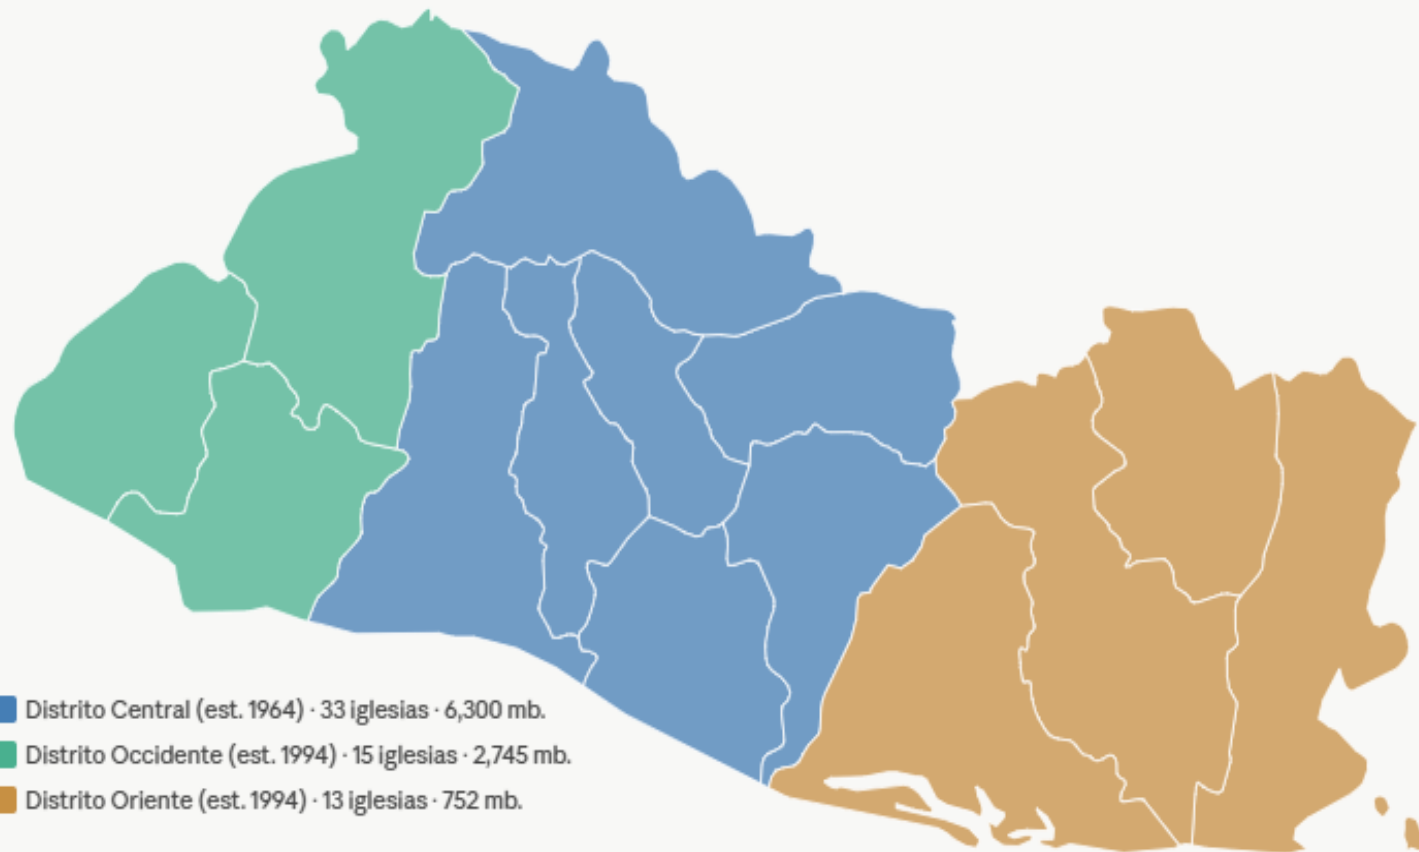 Distrito Central (est. 1964) · 33 iglesias · 6,300 mb.
Distrito Occidente (est. 1994) · 15 iglesias · 2,745 mb.
Distrito Oriente (est. 1994) · 13 iglesias · 752 mb.